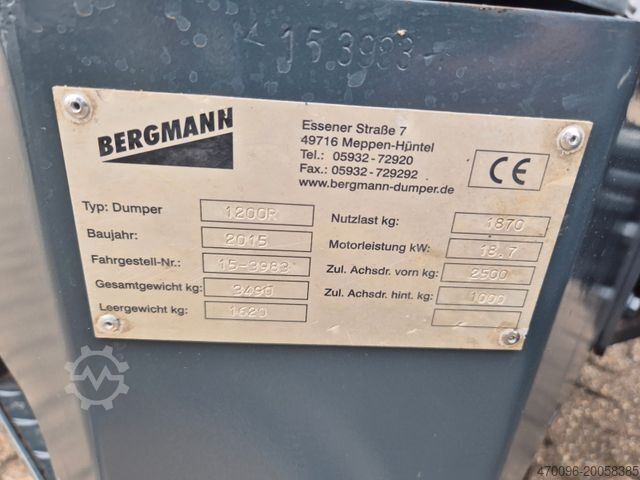 15 3983
BERGMANN
Essener Straße 7
49716 Meppen-Hüntel
Tel.: 05932-72920
Fax.: 05932-729292
www.bergmann-dumper.de
CE
Typ: Dumper 1200R
Baujahr: 2015
Fahrgestell-Nr.: 15-3983
Gesamtgewicht kg: 3490
Leergewicht kg: 1620
Nutzlast kg: 1870
Motorleistung kW: 18.7
Zul. Achsdr. vorn kg: 2500
Zul. Achsdr. hint. kg: 1000
470096-20058385